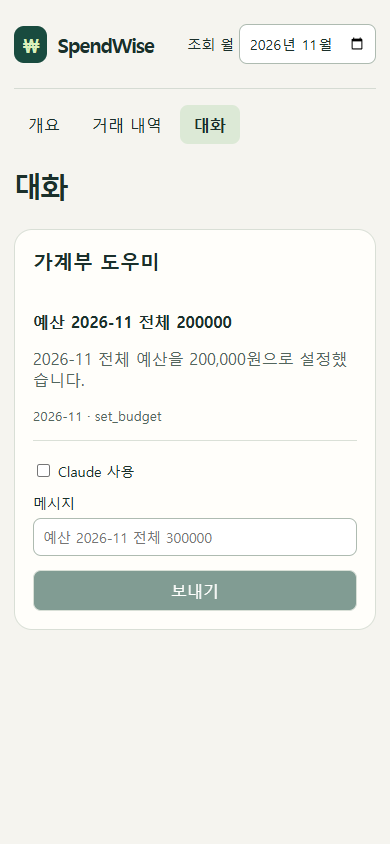 ₩ SpendWise 조회 월 2026년 11월
개요 거래 내역 대화
대화
가계부 도우미
예산 2026-11 전체 200000
2026-11 전체 예산을 200,000원으로 설정했
습니다.
2026-11 · set_budget
Claude 사용
메시지
예산 2026-11 전체 300000
보내기